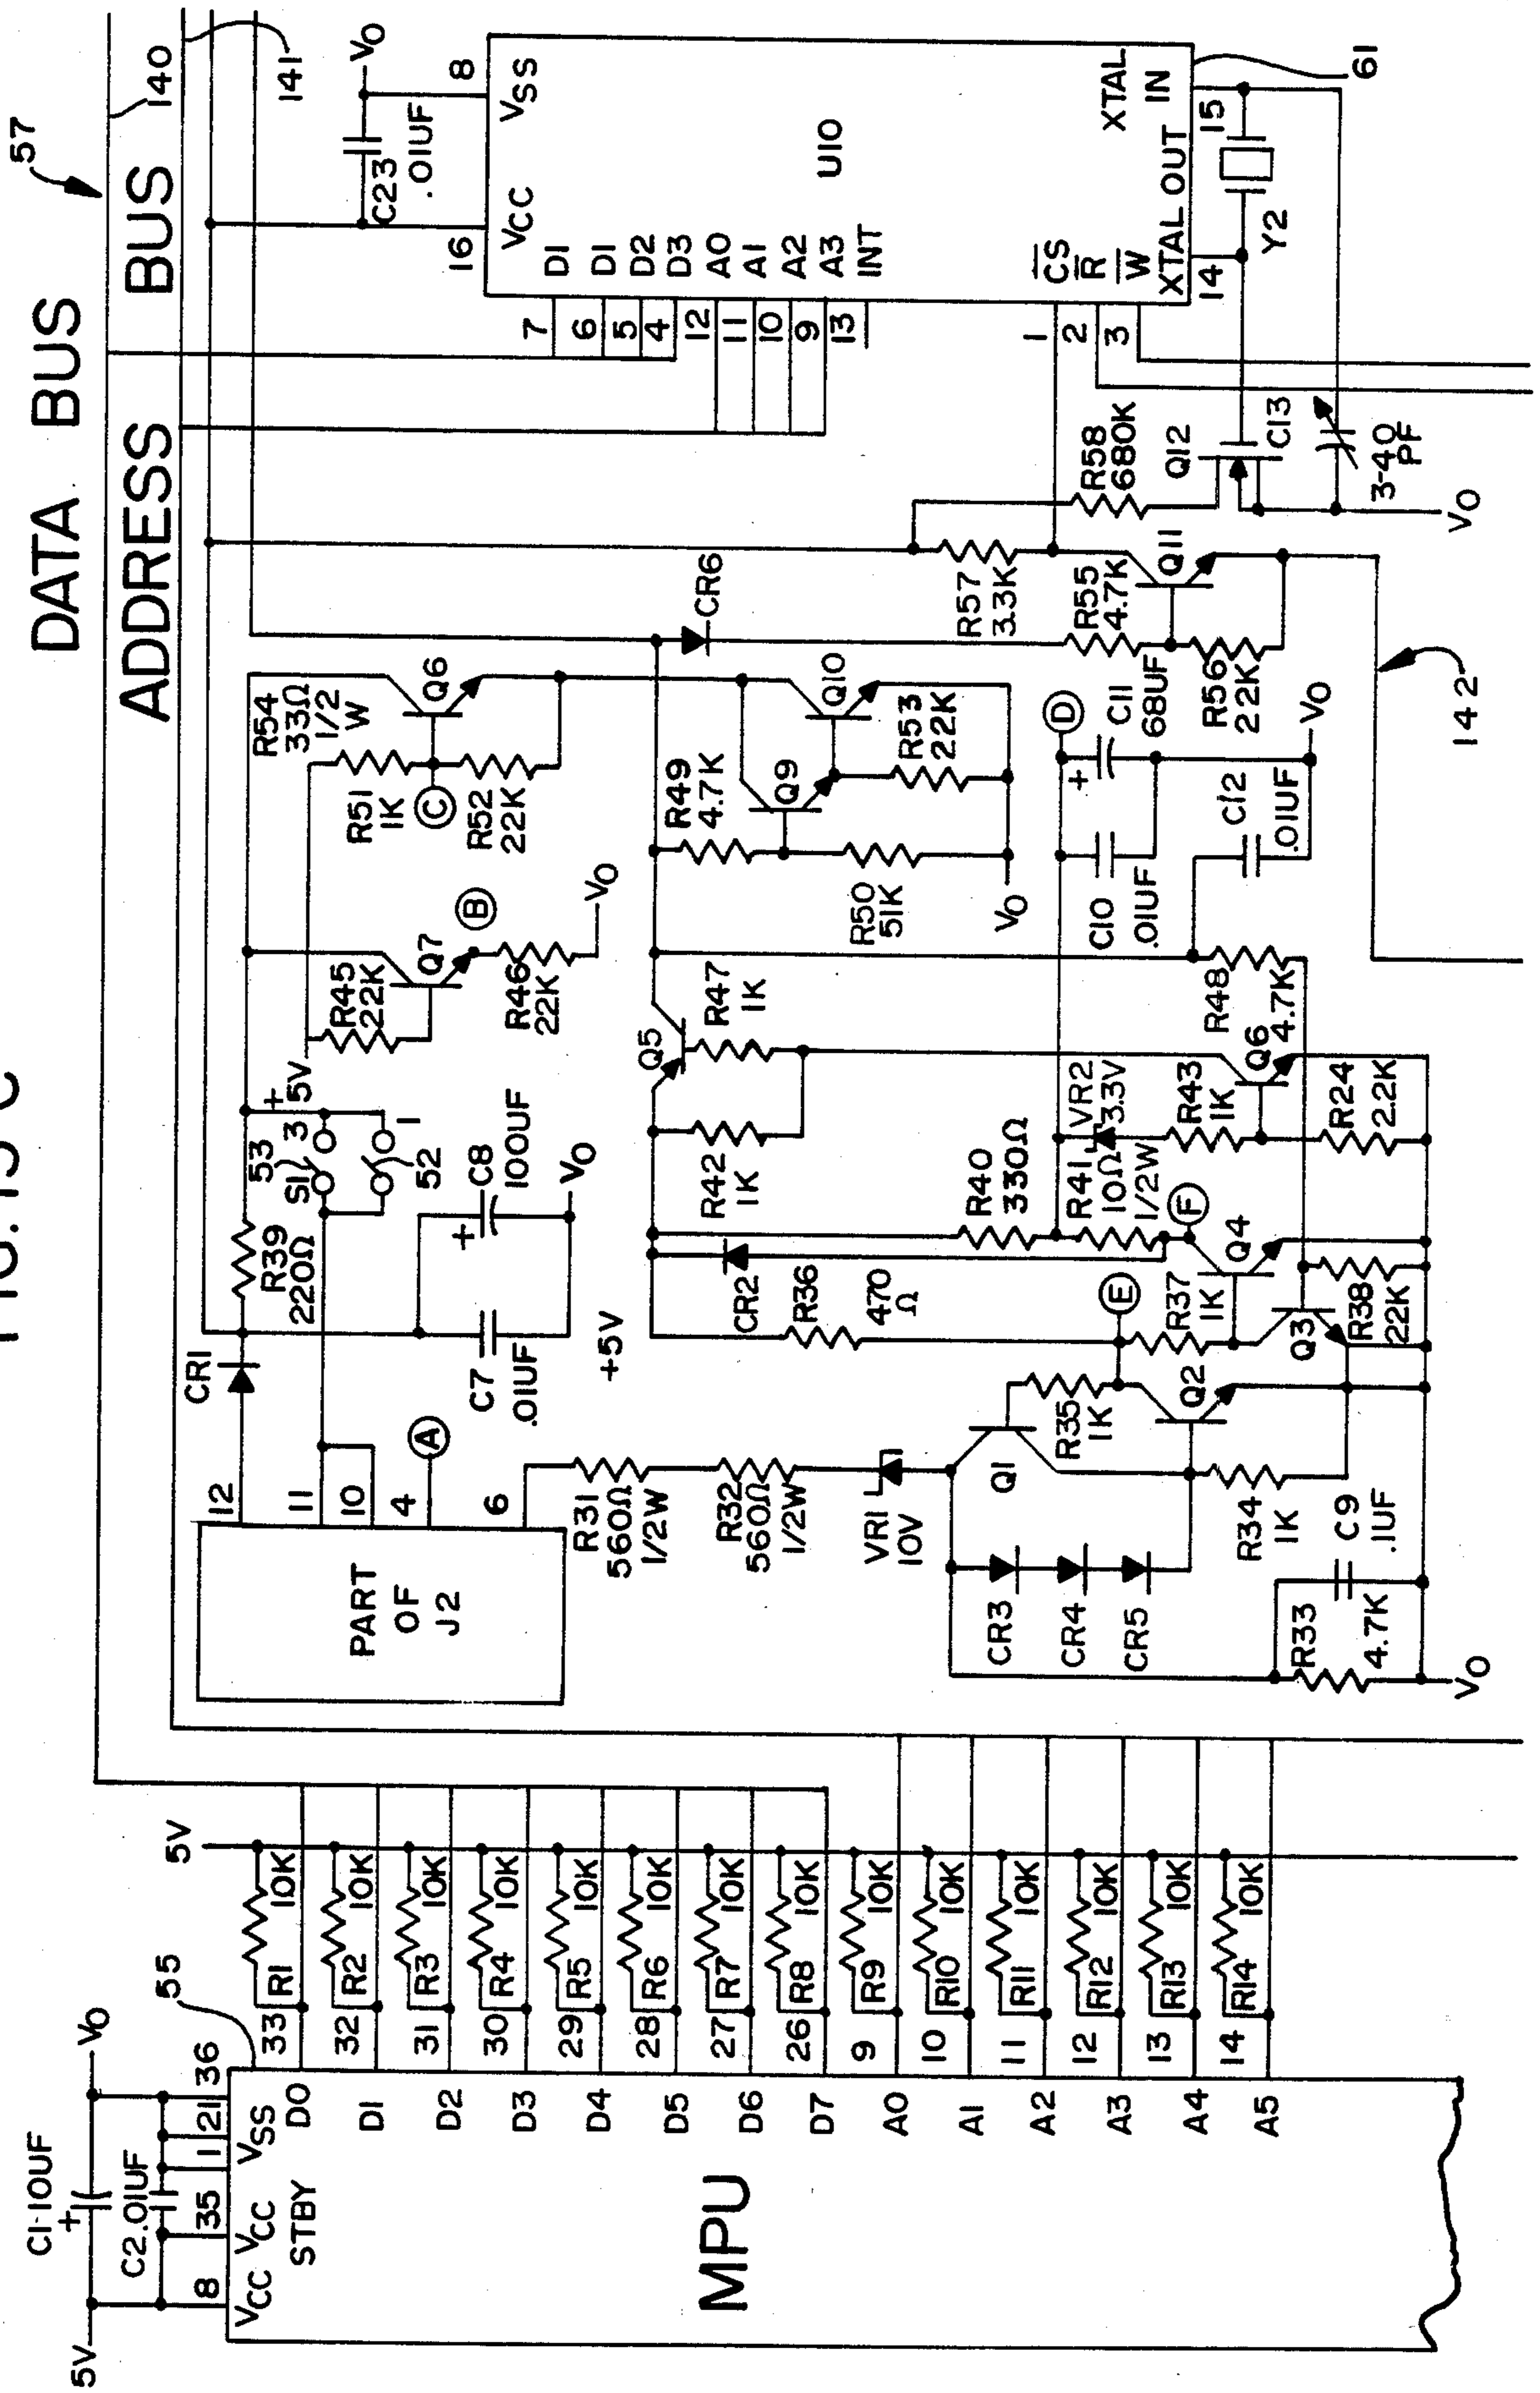 57
DATA BUS
140
ADDRESS BUS
141
VO
8
VSS
C23
.01UF
16
VCC
D1
D1
D2
D3
A0
A1
A2
A3
INT
7
6
5
4
12
11
10
9
13
U10
CS
R
W
1
2
3
XTAL OUT
14
XTAL
IN
15
61
Y2
Q12
C13
3-40
PF
VO
R58
680K
R57
3.3K
R55
4.7K
Q11
R56
22K
142
CR6
R54
33Ω
1/2
W
Q6
R51
1K
C
R52
22K
Q10
Q9
R49
4.7K
R53
22K
R50
51K
VO
D
+
C11
68UF
C10
.01UF
C12
.01UF
VO
R45
22K
Q7
B
R46
22K
VO
5V
53
S1
3
+
1
52
R39
220Ω
CR1
C8
100UF
+
C7
.01UF
VO
+5V
Q5
R47
1K
R42
1K
R48
4.7K
Q6
VR2
3.3V
R43
1K
R24
2.2K
R40
330Ω
R41
10Ω
1/2W
F
Q4
CR2
R36
470
Ω
E
R37
1K
Q3
R38
22K
R35
1K
Q2
Q1
R34
1K
C9
.1UF
R33
4.7K
VO
CR3
CR4
CR5
VR1
10V
R31
560Ω
1/2W
R32
560Ω
1/2W
12
11
10
4
A
6
PART
OF
J2
5V
R1
10K
R2
10K
R3
10K
R4
10K
R5
10K
R6
10K
R7
10K
R8
10K
R9
10K
R10
10K
R11
10K
R12
10K
R13
10K
R14
10K
33
32
31
30
29
28
27
26
9
10
11
12
13
14
55
D0
D1
D2
D3
D4
D5
D6
D7
A0
A1
A2
A3
A4
A5
MPU
VO
C1-10UF
+
C2.01UF
5V
8
35
1
21
36
VCC
VCC
VSS
STBY